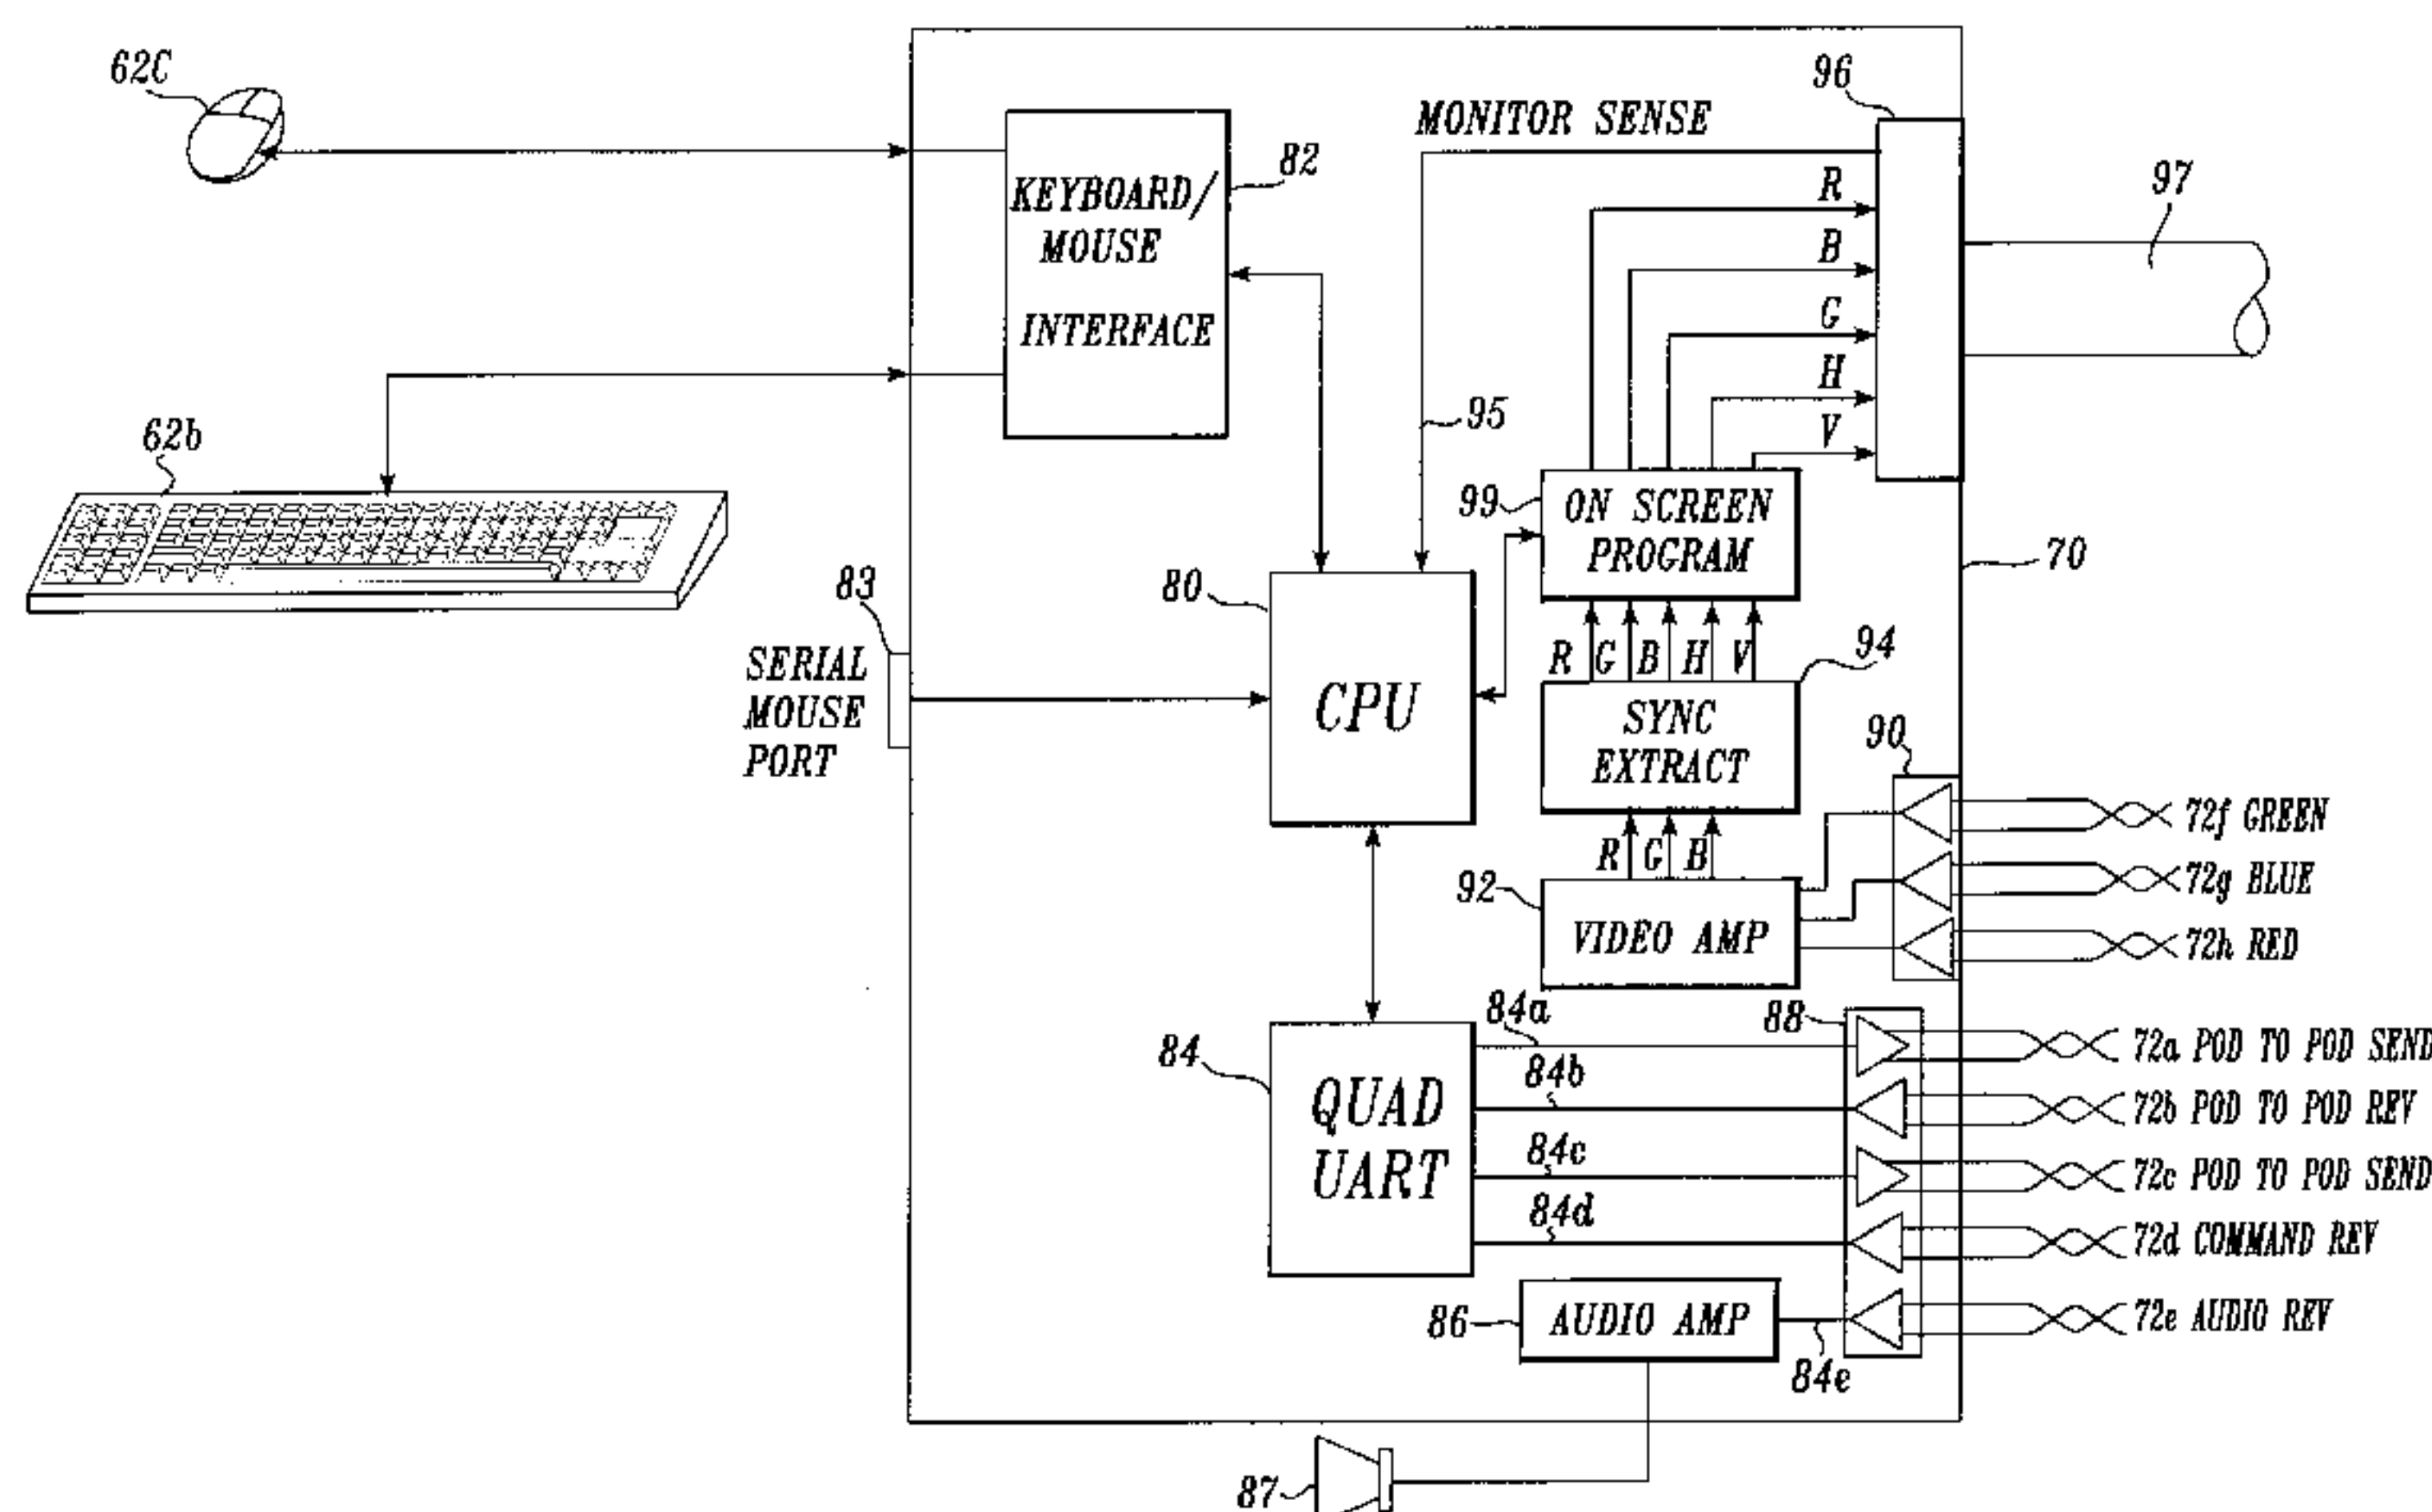 62C
96
MONITOR SENSE
82
R
97
KEYBOARD/
MOUSE
INTERFACE
B
G
H
V
95
62b
99
ON SCREEN
PROGRAM
70
83
80
SERIAL
MOUSE
PORT
R G B H V
94
CPU
SYNC
EXTRACT
90
72f GREEN
R G B
92
72g BLUE
VIDEO AMP
72h RED
84a
88
84
72a POD TO POD SEND
84b
QUAD
UART
72b POD TO POD REV
84c
72c POD TO POD SEND
84d
72d COMMAND REV
86
AUDIO AMP
72e AUDIO REV
84e
87